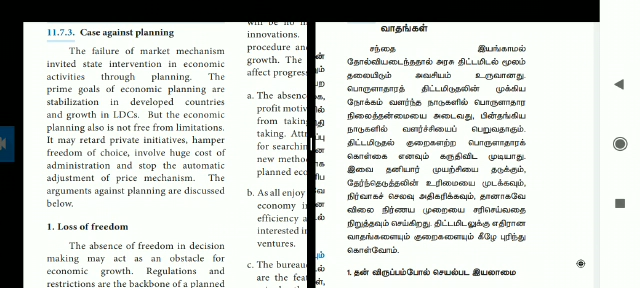 11.7.3. Case against planning
The failure of market mechanism
invited state intervention in economic
activities through planning. The
prime goals of economic planning are
stabilization in developed countries
and growth in LDCs. But the economic
planning also is not free from limitations.
It may retard private initiatives, hamper
freedom of choice, involve huge cost of
administration and stop the automatic
adjustment of price mechanism. The
arguments against planning are discussed
below.
1. Loss of freedom
The absence of freedom in decision
making may act as an obstacle for
economic growth. Regulations and
restrictions are the backbone of a planned
will be no
innovations.
procedure and
growth. The
affect progres
a. The absenc
profit motiv
from taking
taking. Att
for searchin
new metho
planned ec
b. As all enjoy
economy i
efficiency a
interested i
ventures.
c. The bureau
are the fea
வாதங்கள்
சந்தை இயங்காமல்
தோல்வியடைந்ததால் அரசு திட்டமிடல் மூலம்
தலையிடும் அவசியம் உருவானது.
பொருளாதாரத் திட்டமிடுதலின் முக்கிய
நோக்கம் வளர்ந்த நாடுகளில் பொருளாதார
நிலைத்தன்மையை அடைவது, பின்தங்கிய
நாடுகளில் வளர்ச்சியைப் பெறுவதாகும்.
திட்டமிடுதல் குறைகளற்ற பொருளாதாரக்
கொள்கை எனவும் கருதிவிட முடியாது.
இவை தனியார் முயற்சியை தடுக்கும்,
தேர்ந்தெடுத்தலின் உரிமையை முடக்கவும்,
நிர்வாகச் செலவு அதிகரிக்கவும், தானாகவே
விலை நிர்ணய முறையை சரிசெய்வதை
நிறுத்தவும் செய்கிறது. திட்டமிடலுக்கு எதிரான
வாதங்களையும் குறைகளையும் கீழே புரிந்து
கொள்வோம்.
1. தன் விருப்பம்போல் செயல்பட இயலாமை